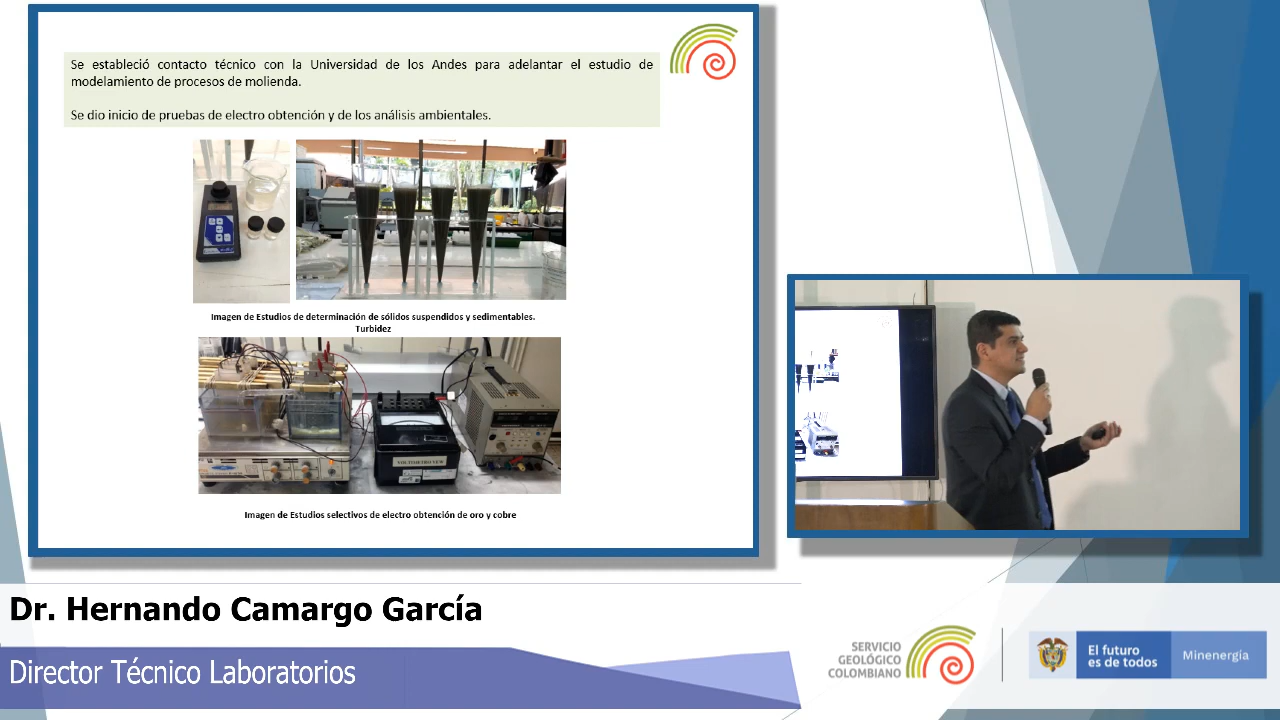 Se estableció contacto técnico con la Universidad de los Andes para adelantar el estudio de
modelamiento de procesos de molienda.
Se dio inicio de pruebas de electro obtención y de los análisis ambientales.
Imagen de Estudios de determinación de sólidos suspendidos y sedimentables.
Turbidez
VOLTIMETRO YEW
Imagen de Estudios selectivos de electro obtención de oro y cobre
Dr. Hernando Camargo García
Director Técnico Laboratorios
SERVICIO
GEOLÓGICO
COLOMBIANO
El futuro
es de todos
Minenergía